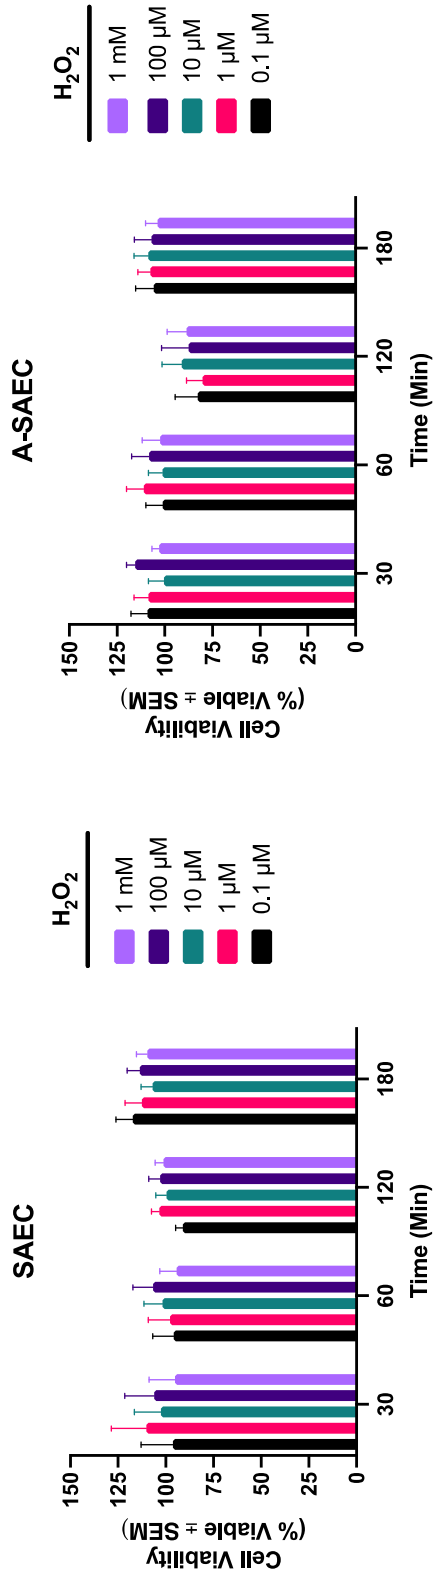 SAEC
Cell Viability
(% Viable ± SEM)
150
125
100
75
50
25
0
30
60
120
180
Time (Min)
H₂O₂
1 mM
100 µM
10 µM
1 µM
0.1 µM
A-SAEC
Cell Viability
(% Viable ± SEM)
150
125
100
75
50
25
0
30
60
120
180
Time (Min)
H₂O₂
1 mM
100 µM
10 µM
1 µM
0.1 µM